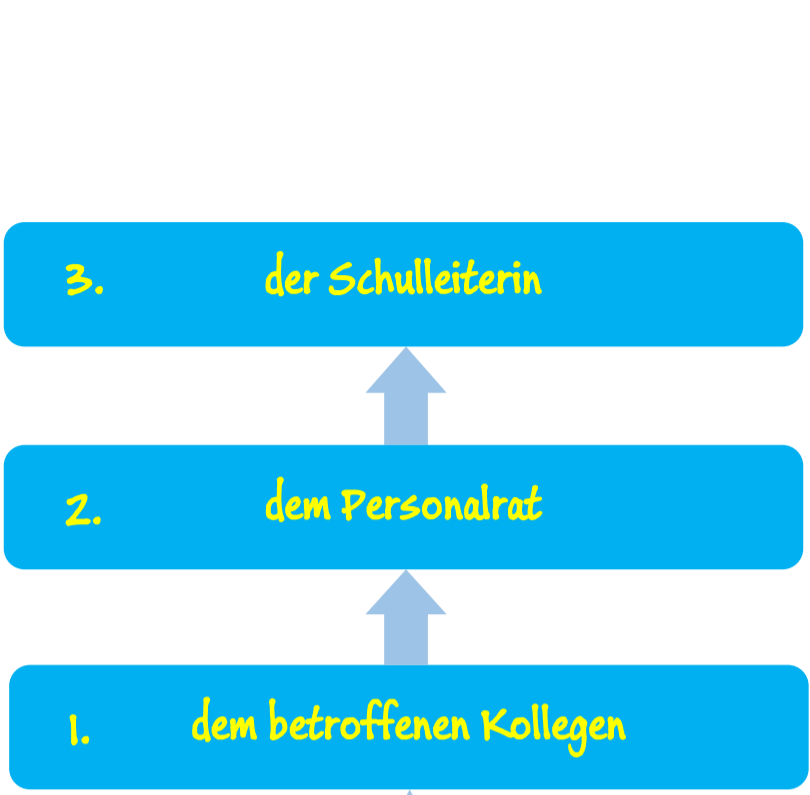 3. der Schulleiterin
2. dem Personalrat
1. dem betroffenen Kollegen